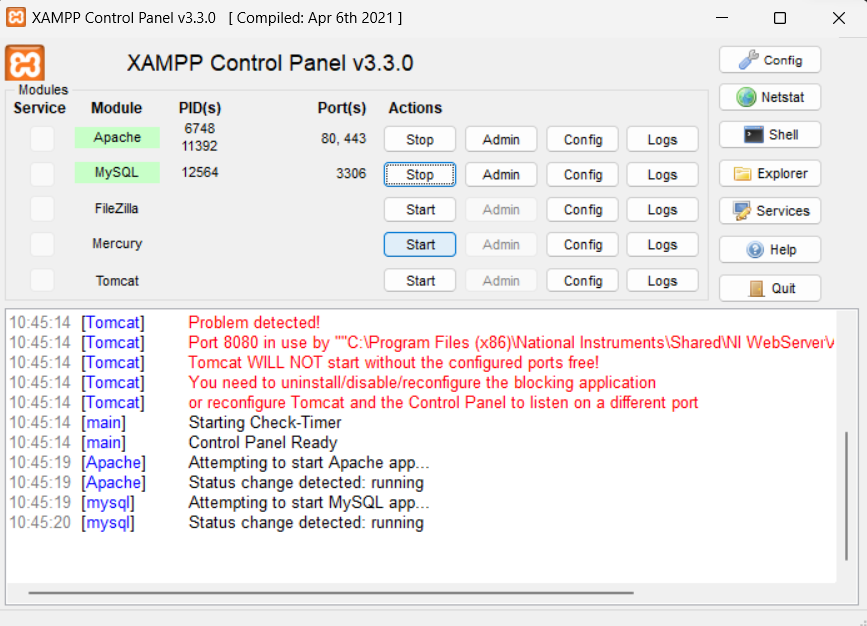 XAMPP Control Panel v3.3.0 [ Compiled: Apr 6th 2021 ]
XAMPP Control Panel v3.3.0
Config
Modules
Service Module PID(s) Port(s) Actions
Netstat
Apache 6748 11392 80, 443 Stop Admin Config Logs
Shell
MySQL 12564 3306 Stop Admin Config Logs
Explorer
FileZilla Start Admin Config Logs
Services
Mercury Start Admin Config Logs
Help
Tomcat Start Admin Config Logs
Quit
10:45:14 [Tomcat] Problem detected!
10:45:14 [Tomcat] Port 8080 in use by ""C:\Program Files (x86)\National Instruments\Shared\NI WebServer\
10:45:14 [Tomcat] Tomcat WILL NOT start without the configured ports free!
10:45:14 [Tomcat] You need to uninstall/disable/reconfigure the blocking application
10:45:14 [Tomcat] or reconfigure Tomcat and the Control Panel to listen on a different port
10:45:14 [main] Starting Check-Timer
10:45:14 [main] Control Panel Ready
10:45:19 [Apache] Attempting to start Apache app...
10:45:19 [Apache] Status change detected: running
10:45:19 [mysql] Attempting to start MySQL app...
10:45:20 [mysql] Status change detected: running